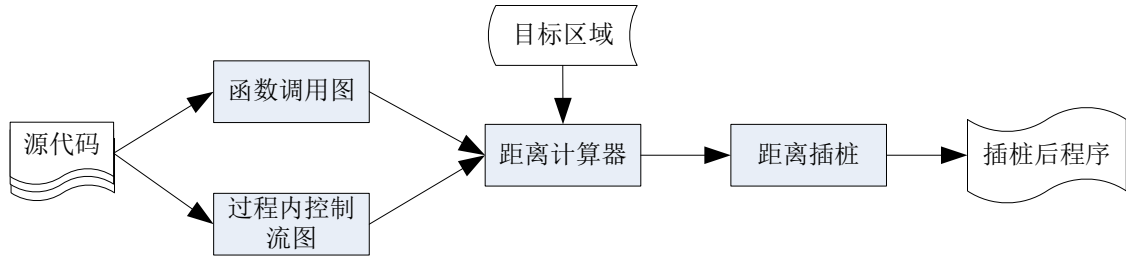 目标区域
函数调用图
源代码
距离计算器
距离插桩
插桩后程序
过程内控制
流图